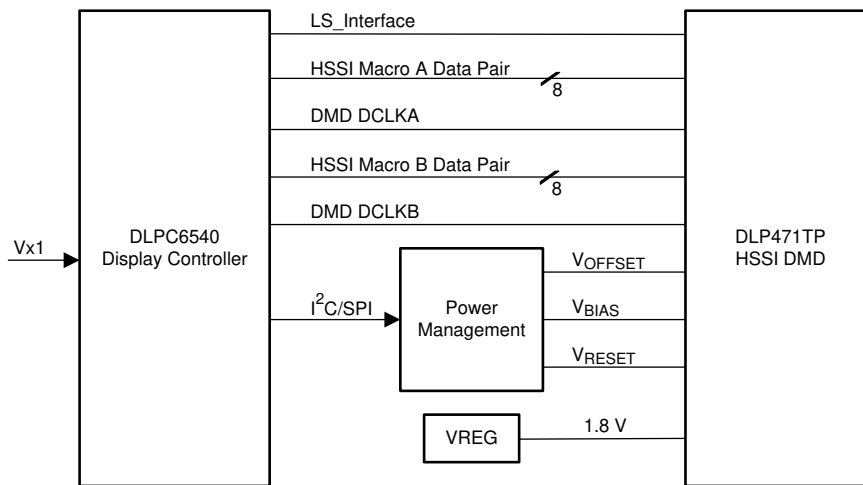 LS_Interface
HSSI Macro A Data Pair
8
DMD DCLKA
HSSI Macro B Data Pair
8
DMD DCLKB
Vx1
DLPC6540
Display Controller
I2C/SPI
Power
Management
VOFFSET
VBIAS
VRESET
DLP471TP
HSSI DMD
VREG
1.8 V